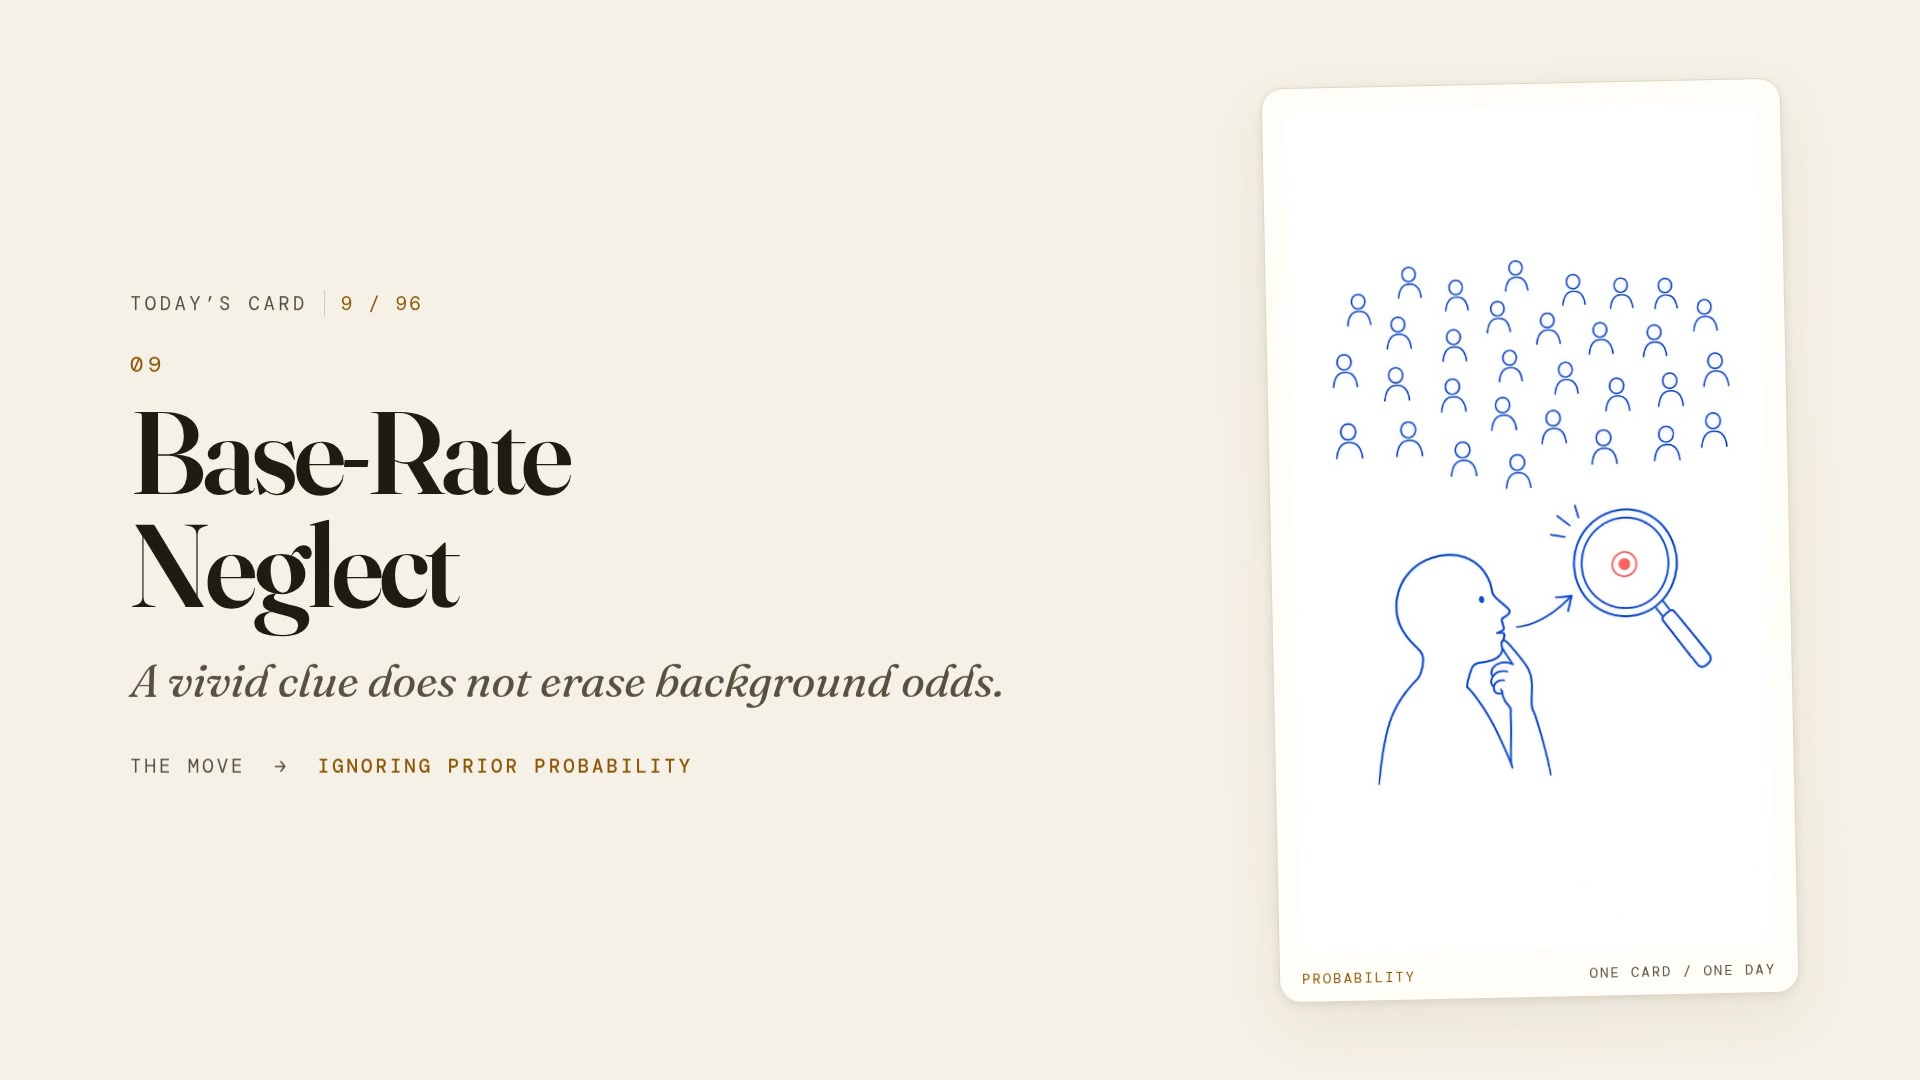 TODAY’S CARD 9 / 96
09
Base-Rate
Neglect
A vivid clue does not erase background odds.
THE MOVE → IGNORING PRIOR PROBABILITY
PROBABILITY
ONE CARD / ONE DAY